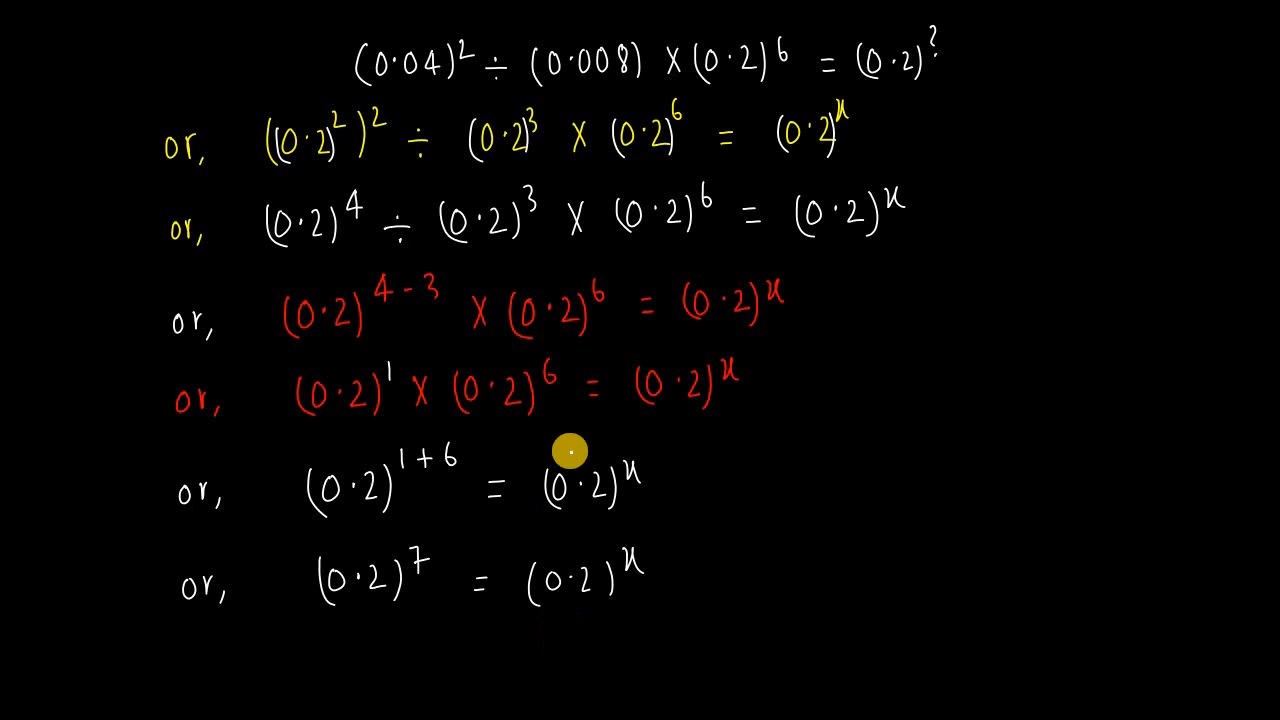 (0.04)² ÷ (0.008) × (0.2)⁶ = (0.2)^?
or, ((0.2)²)² ÷ (0.2)³ × (0.2)⁶ = (0.2)^x
or, (0.2)⁴ ÷ (0.2)³ × (0.2)⁶ = (0.2)^x
or, (0.2)^4-3 × (0.2)⁶ = (0.2)^x
or, (0.2)¹ × (0.2)⁶ = (0.2)^x
or, (0.2)^1+6 = (0.2)^x
or, (0.2)⁷ = (0.2)^x